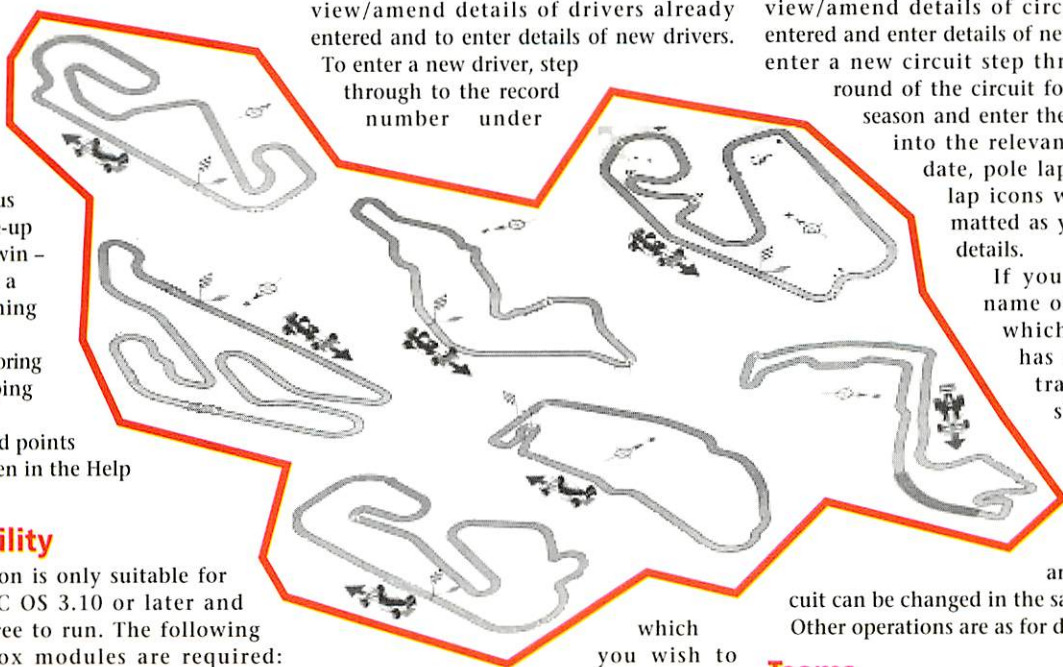 us
-up
win –
a
ning
oring
ping
d points
en in the Help
ility
on is only suitable for
C OS 3.10 or later and
ree to run. The following
ox modules are required:
view/amend details of drivers already
entered and to enter details of new drivers.
To enter a new driver, step
through to the record
number under
which
you wish to
view/amend details of circ
entered and enter details of ne
enter a new circuit step thr
round of the circuit fo
season and enter the
into the relevan
date, pole lap
lap icons w
matted as y
details.
If you
name o
which
has
tra
s
an
cuit can be changed in the sa
Other operations are as for d
Teams